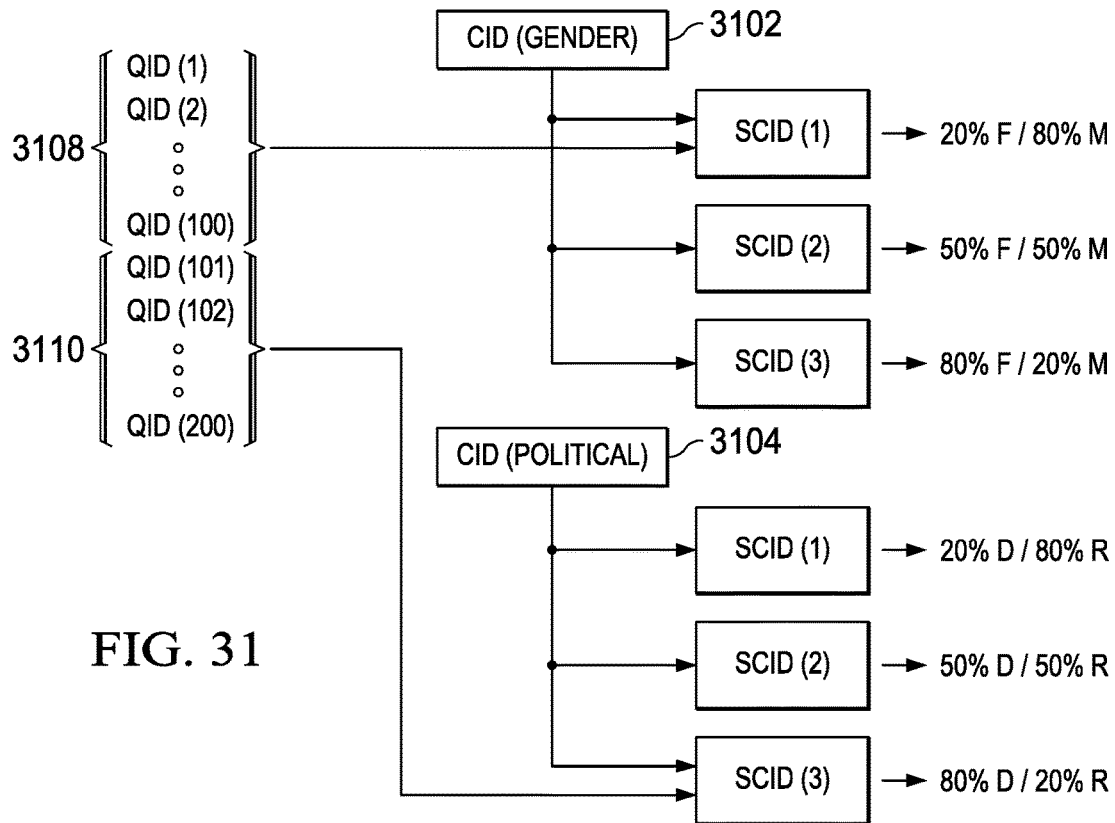 CID (GENDER)
3102
QID (1)
QID (2)
3108
QID (100)
SCID (1)
20% F / 80% M
SCID (2)
50% F / 50% M
SCID (3)
80% F / 20% M
QID (101)
QID (102)
3110
QID (200)
CID (POLITICAL)
3104
SCID (1)
20% D / 80% R
SCID (2)
50% D / 50% R
SCID (3)
80% D / 20% R
FIG. 31